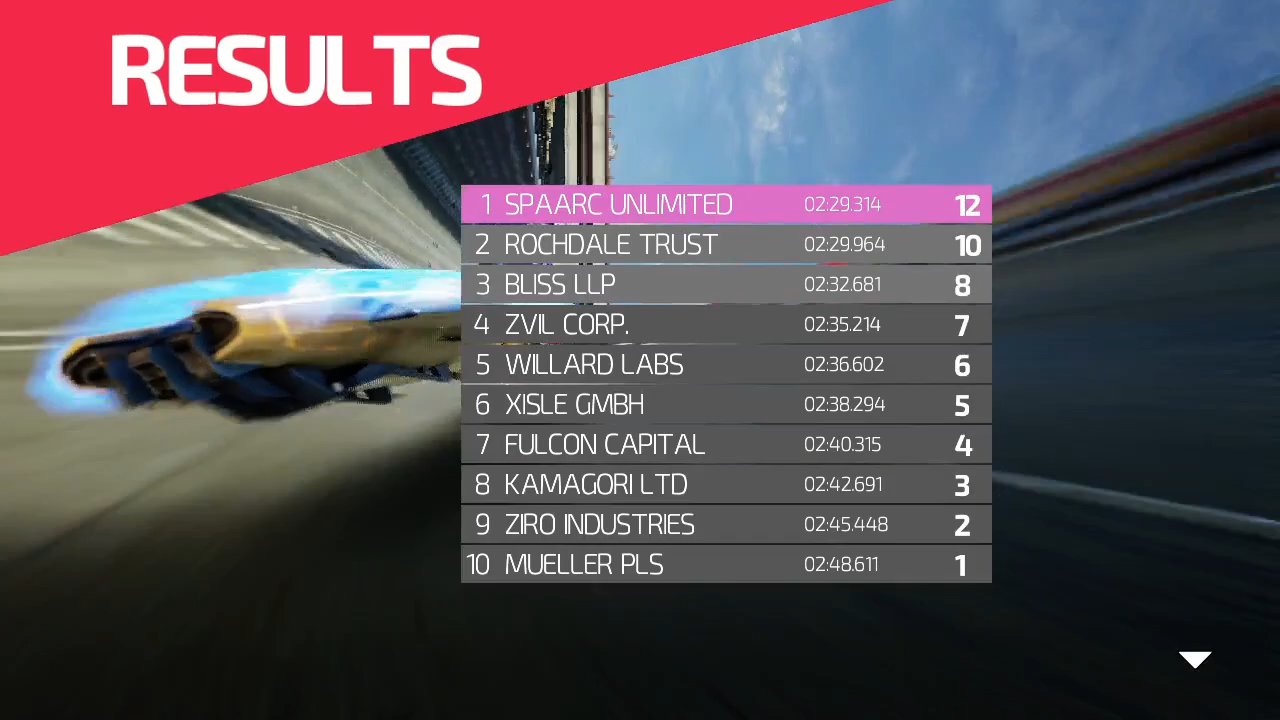 RESULTS
1 SPAARC UNLIMITED 02:29.314 12
2 ROCHDALE TRUST 02:29.964 10
3 BLISS LLP 02:32.681 8
4 ZVIL CORP. 02:35.214 7
5 WILLARD LABS 02:36.602 6
6 XISLE GMBH 02:38.294 5
7 FULCON CAPITAL 02:40.315 4
8 KAMAGORI LTD 02:42.691 3
9 ZIRO INDUSTRIES 02:45.448 2
10 MUELLER PLS 02:48.611 1